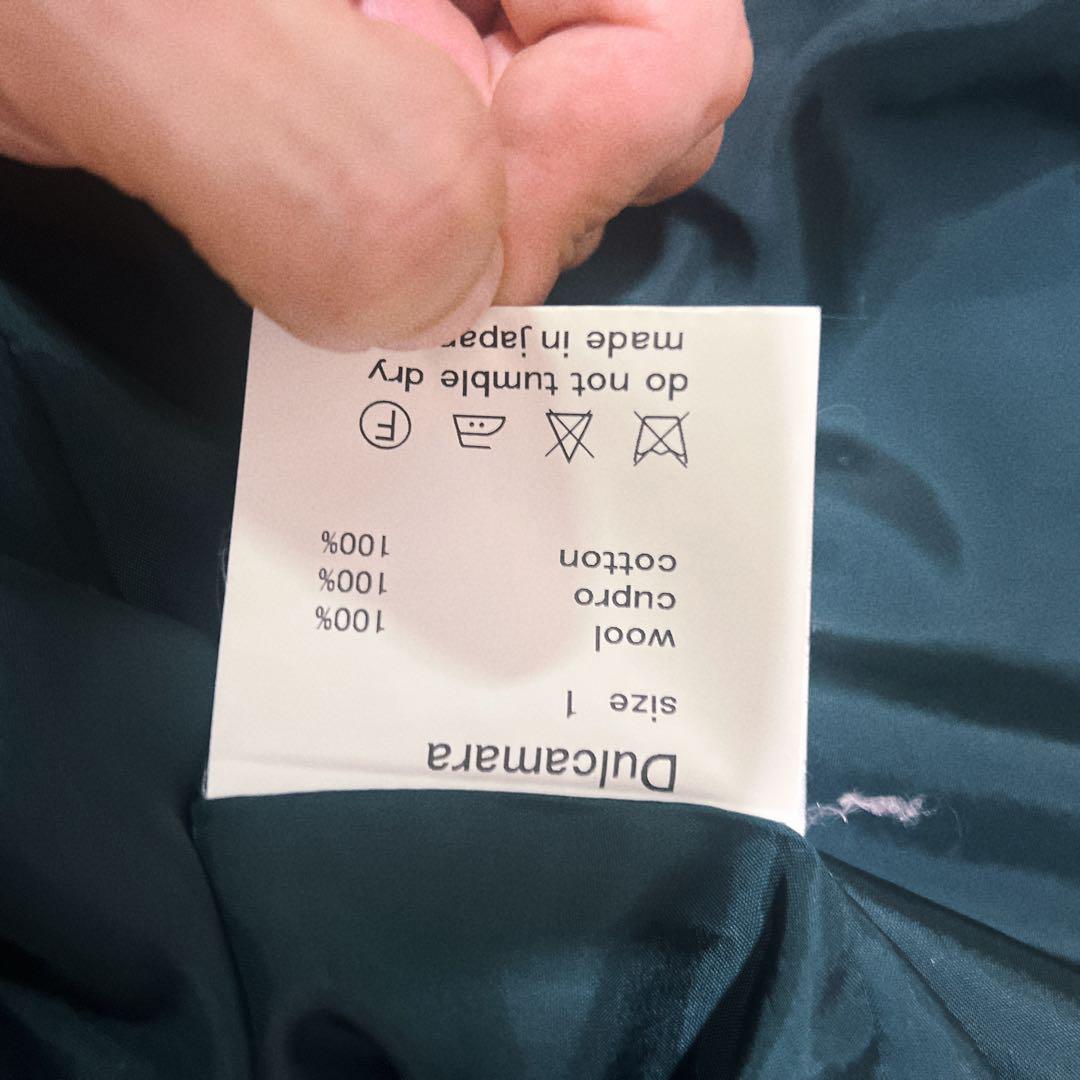 Dulcamara
size 1
wool 100%
cupro 100%
cotton 100%
F
do not tumble dry
made in japan